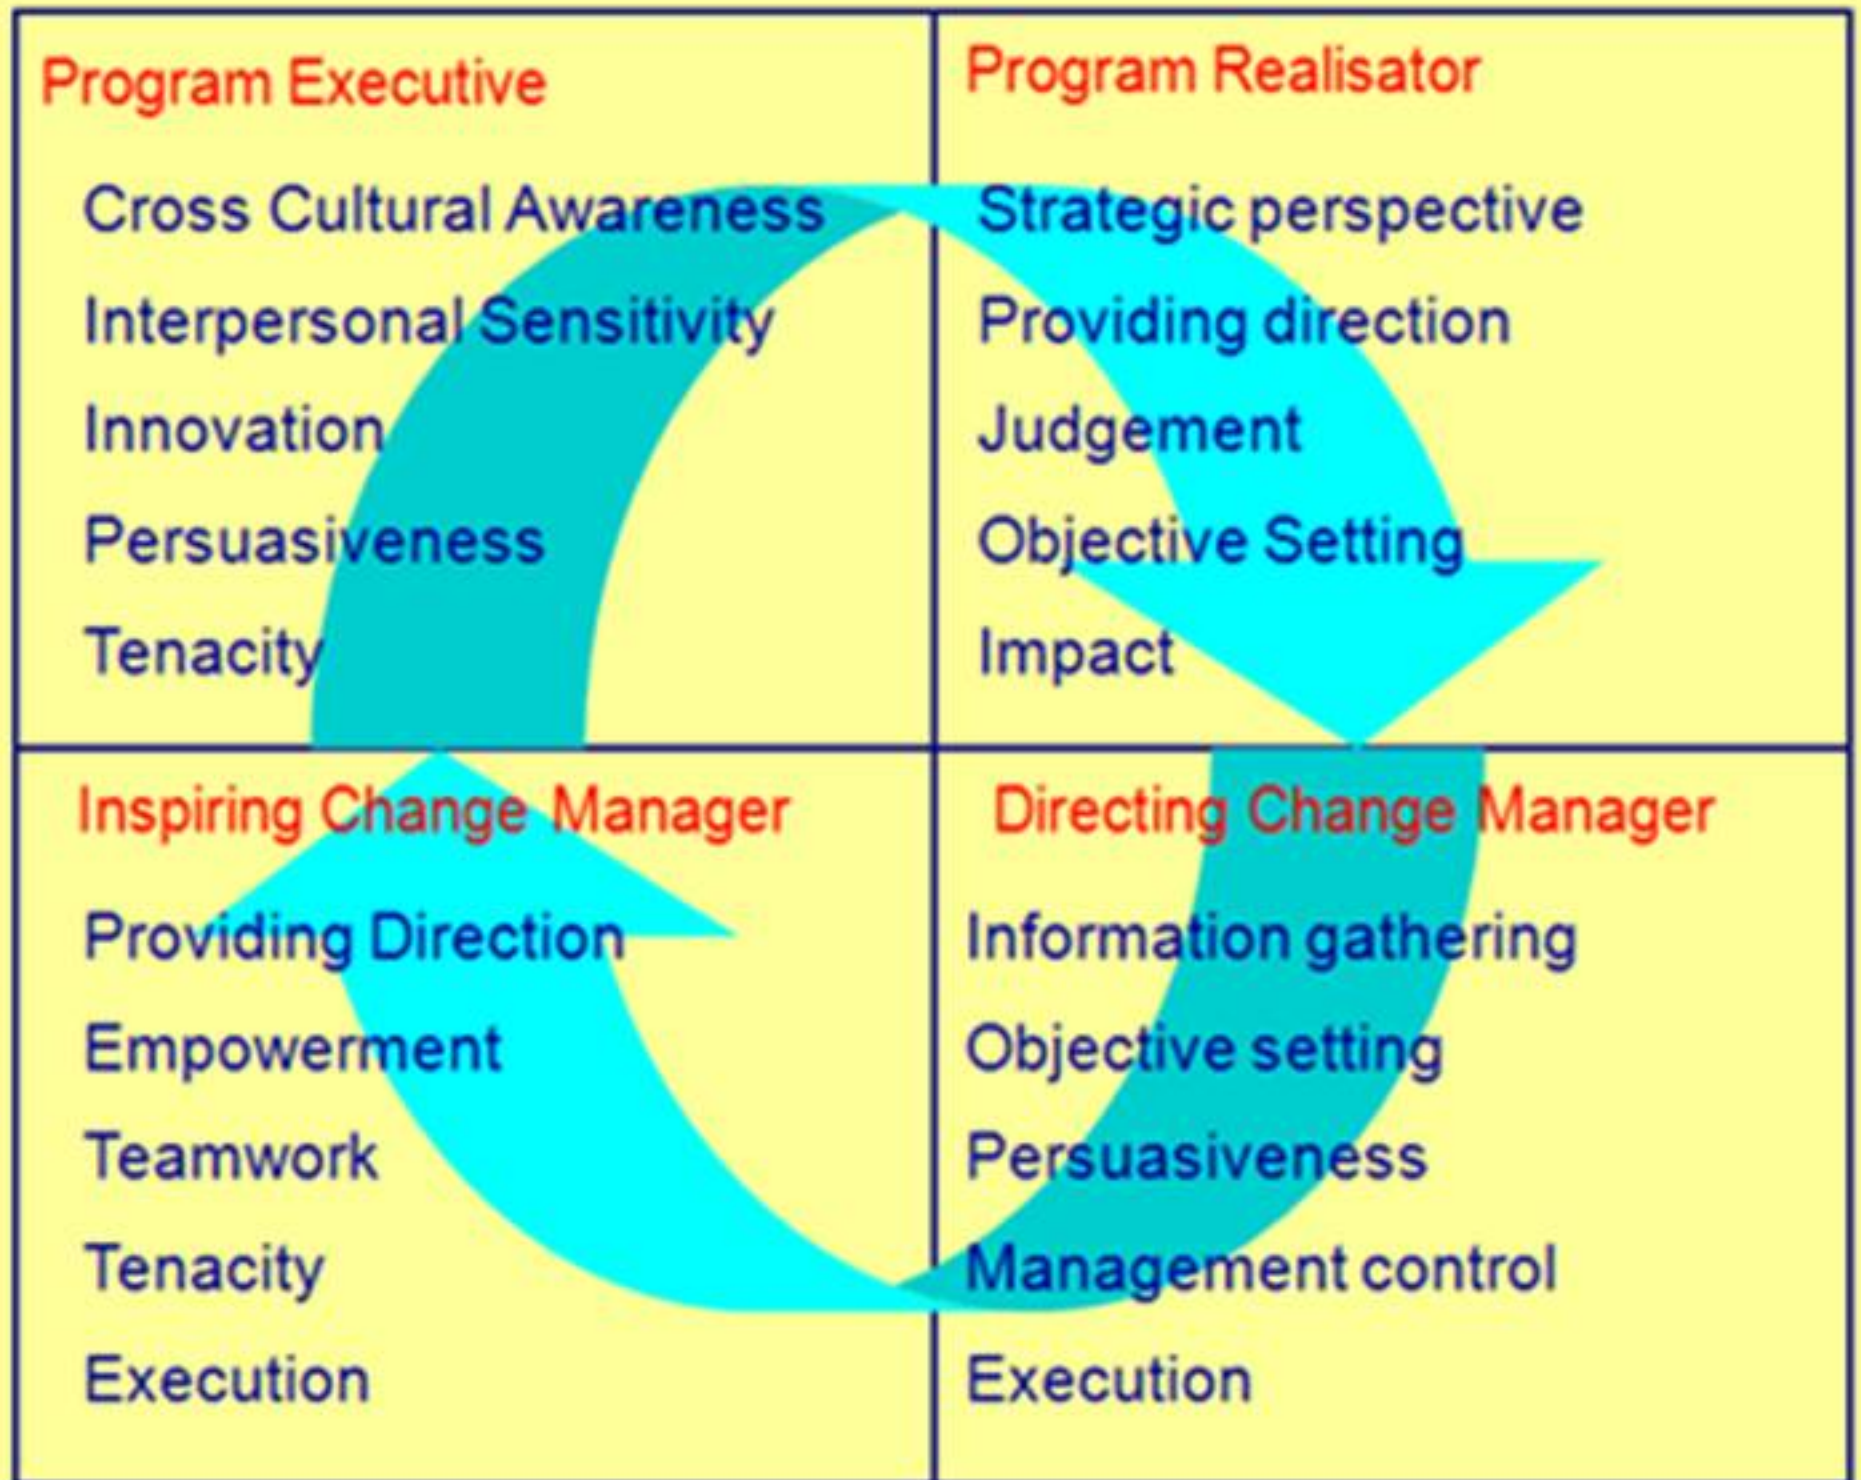 Program Executive
Cross Cultural Awareness
Interpersonal Sensitivity
Innovation
Persuasiveness
Tenacity
Program Realisator
Strategic perspective
Providing direction
Judgement
Objective Setting
Impact
Inspiring Change Manager
Providing Direction
Empowerment
Teamwork
Tenacity
Execution
Directing Change Manager
Information gathering
Objective setting
Persuasiveness
Management control
Execution